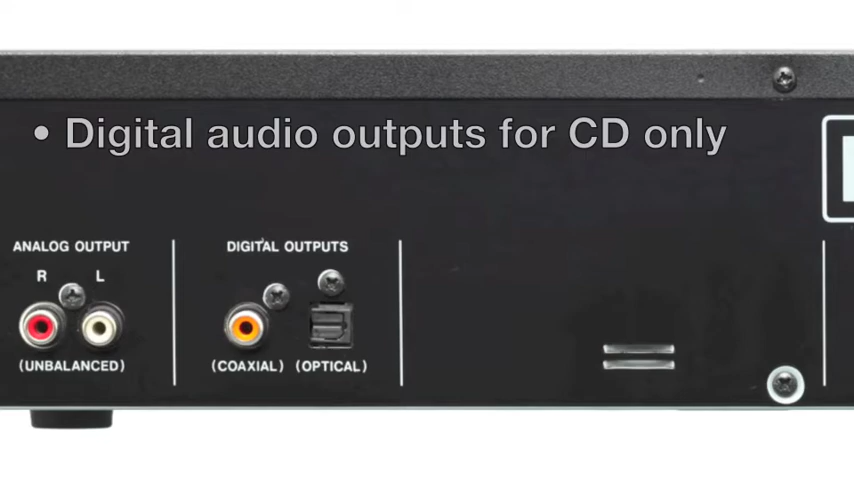 • Digital audio outputs for CD only
ANALOG OUTPUT
R L
(UNBALANCED)
DIGITAL OUTPUTS
(COAXIAL) (OPTICAL)